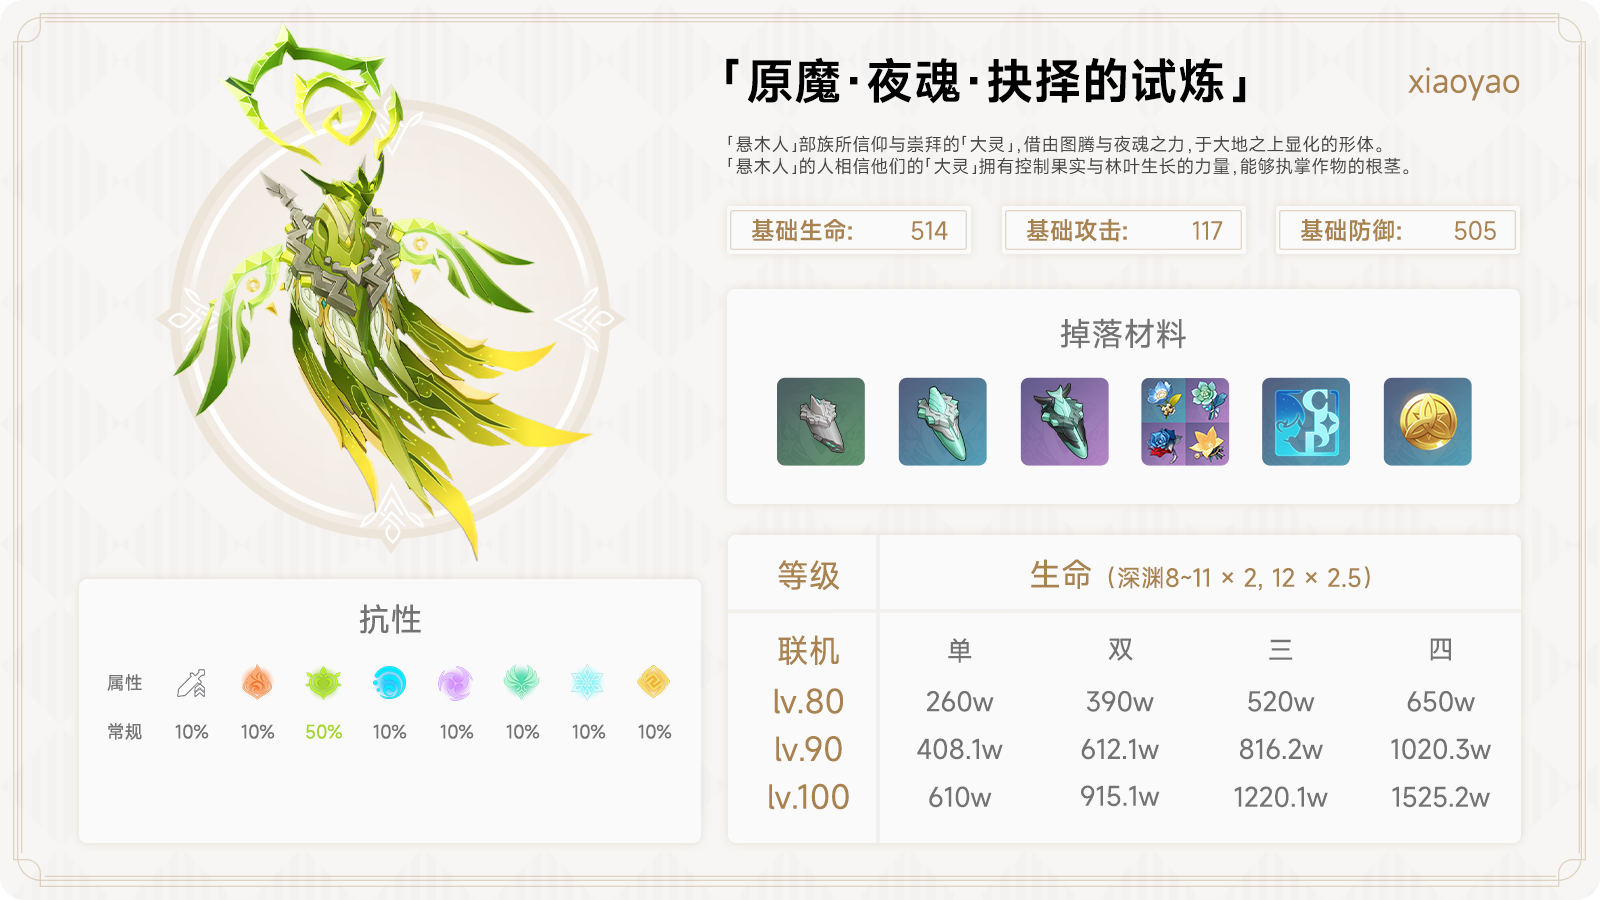 「原魔·夜魂·抉择的试炼」
xiaoyao
「悬木人」部族所信仰与崇拜的「大灵」,借由图腾与夜魂之力,于大地之上显化的形体。
「悬木人」的人相信他们的「大灵」拥有控制果实与林叶生长的力量,能够执掌作物的根茎。
基础生命: 514
基础攻击: 117
基础防御: 505
掉落材料
抗性
属性
常规 10% 10% 50% 10% 10% 10% 10% 10%
等级 生命 (深渊8~11 × 2, 12 × 2.5)
联机 单 双 三 四
lv.80 260w 390w 520w 650w
lv.90 408.1w 612.1w 816.2w 1020.3w
lv.100 610w 915.1w 1220.1w 1525.2w